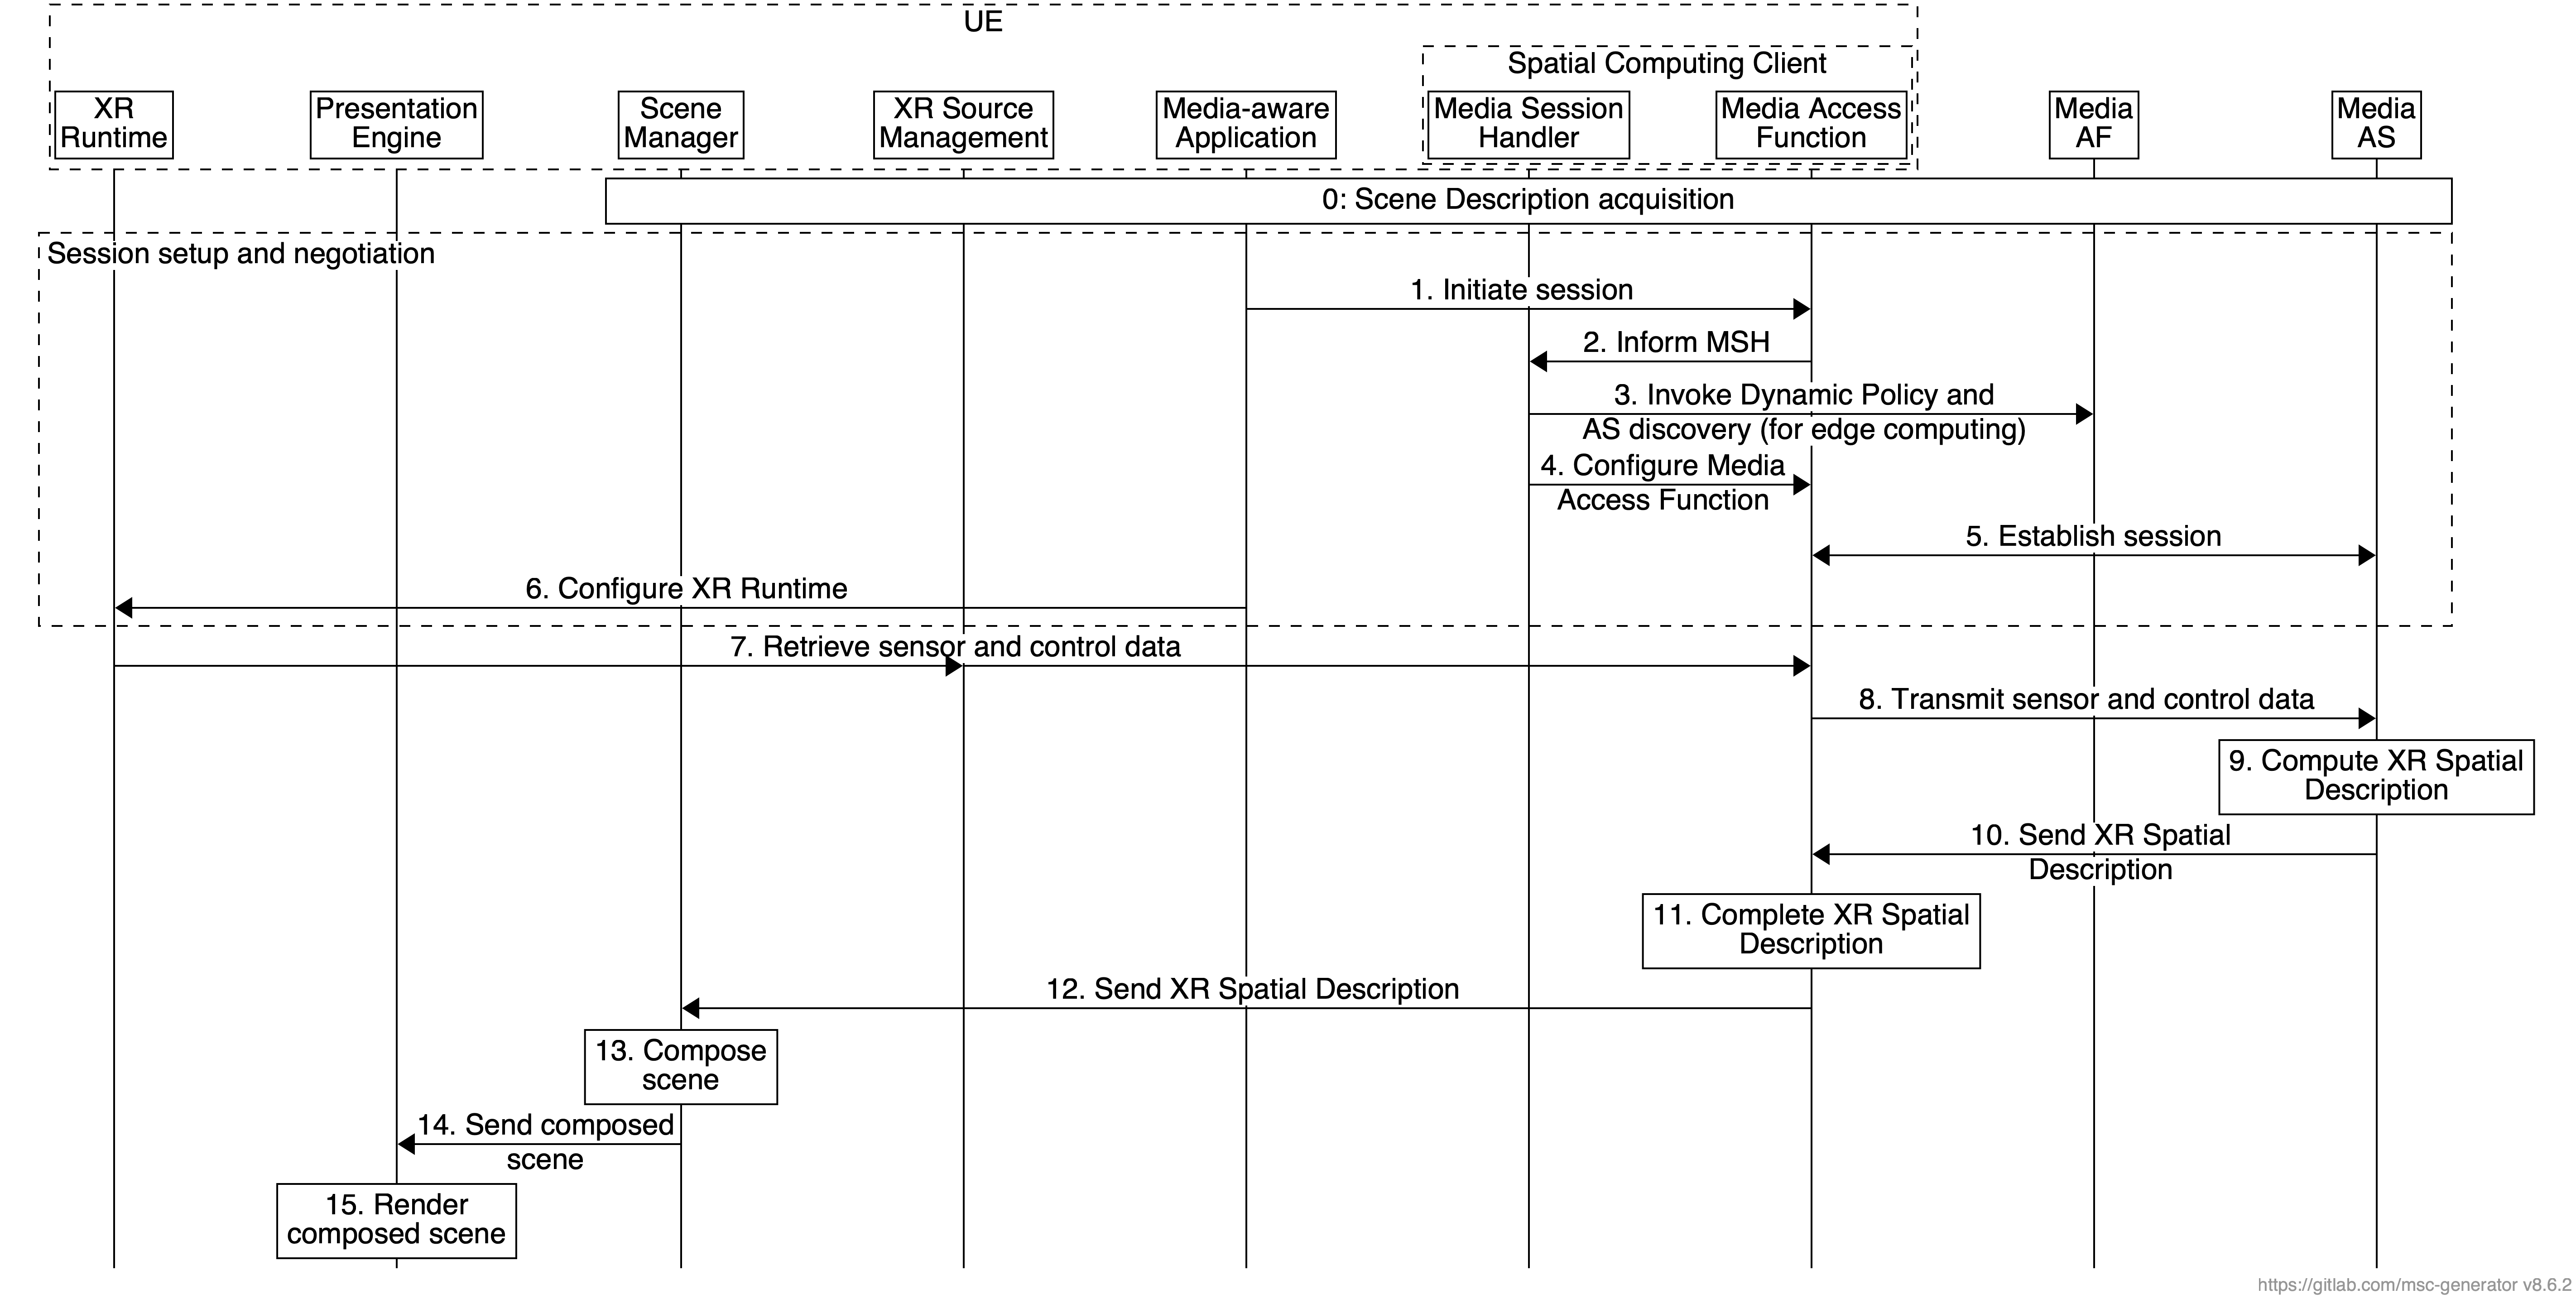 UE
Spatial Computing Client
XR
Runtime
Presentation
Engine
Scene
Manager
XR Source
Management
Media-aware
Application
Media Session
Handler
Media Access
Function
Media
AF
Media
AS
0: Scene Description acquisition
Session setup and negotiation
1. Initiate session
2. Inform MSH
3. Invoke Dynamic Policy and
AS discovery (for edge computing)
4. Configure Media
Access Function
5. Establish session
6. Configure XR Runtime
7. Retrieve sensor and control data
8. Transmit sensor and control data
9. Compute XR Spatial
Description
10. Send XR Spatial
Description
11. Complete XR Spatial
Description
12. Send XR Spatial Description
13. Compose
scene
14. Send composed
scene
15. Render
composed scene
https://gitlab.com/msc-generator v8.6.2